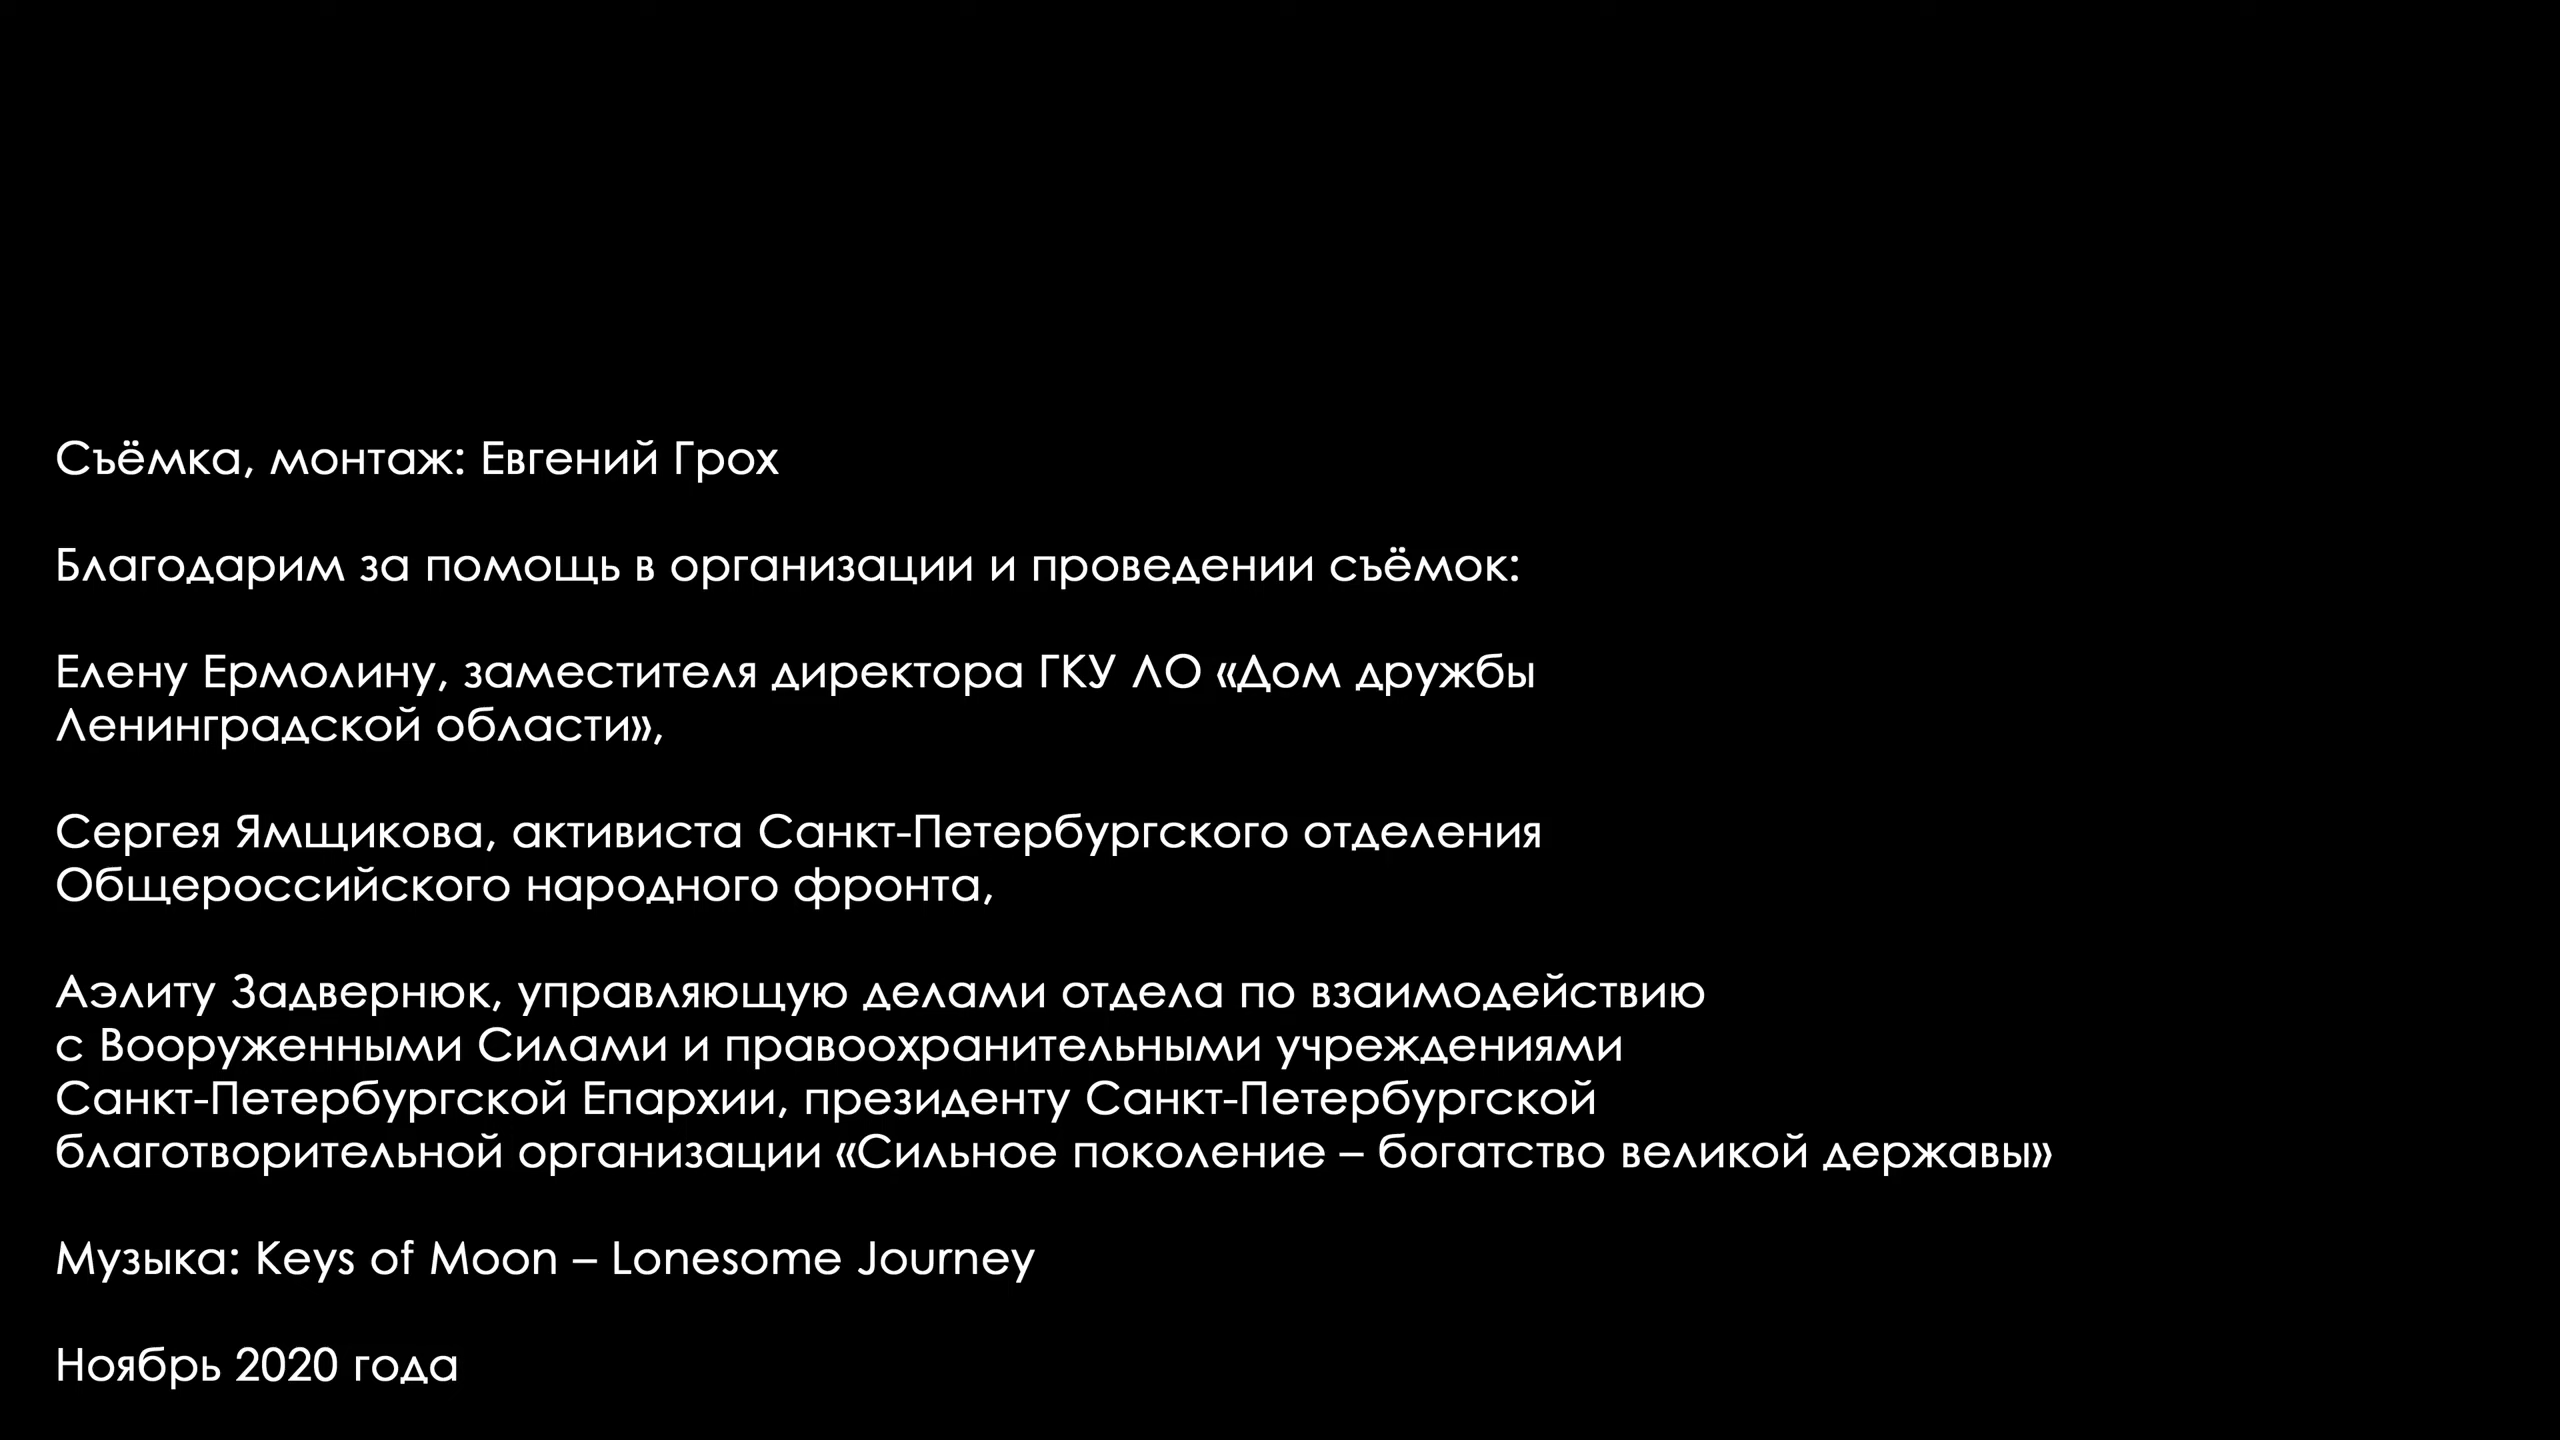 Съёмка, монтаж: Евгений Грох
Благодарим за помощь в организации и проведении съёмок:
Елену Ермолину, заместителя директора ГКУ ЛО «Дом дружбы
Ленинградской области»,
Сергея Ямщикова, активиста Санкт-Петербургского отделения
Общероссийского народного фронта,
Аэлиту Задвернюк, управляющую делами отдела по взаимодействию
с Вооруженными Силами и правоохранительными учреждениями
Санкт-Петербургской Епархии, президенту Санкт-Петербургской
благотворительной организации «Сильное поколение – богатство великой державы»
Музыка: Keys of Moon – Lonesome Journey
Ноябрь 2020 года